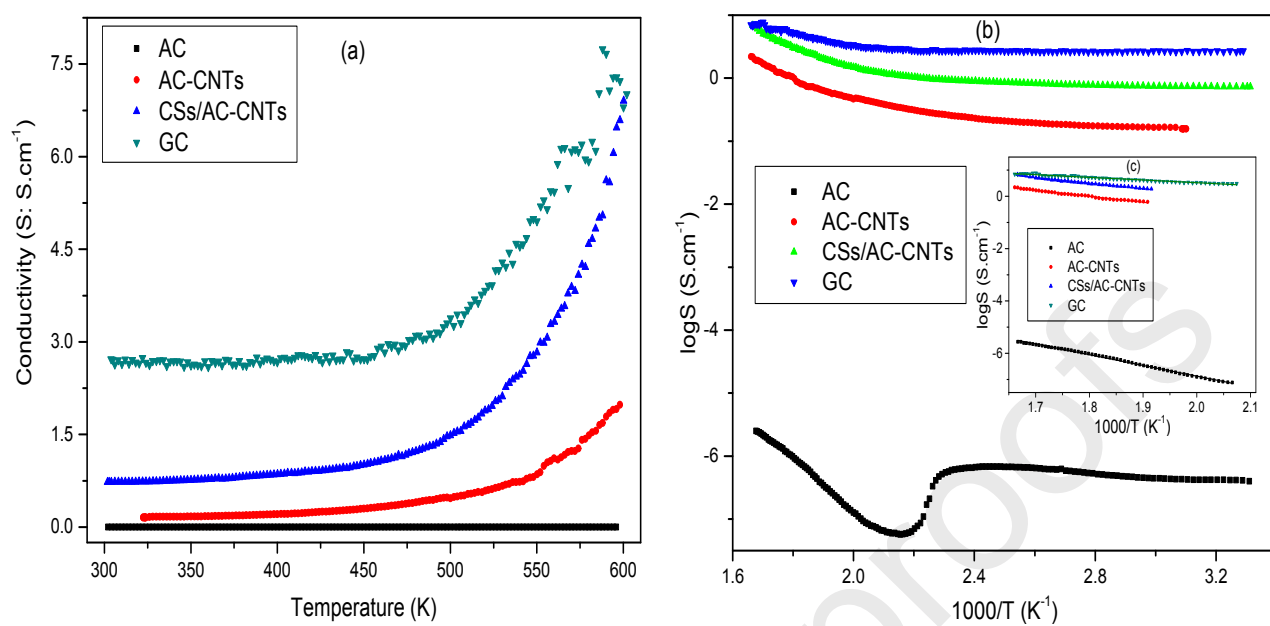 (a)
AC
AC-CNTs
CSs/AC-CNTs
GC
Conductivity (S: S.cm⁻¹)
7.5
6.0
4.5
3.0
1.5
0.0
300 350 400 450 500 550 600
Temperature (K)
(b)
AC
AC-CNTs
CSs/AC-CNTs
GC
logS (S.cm⁻¹)
0
-2
-4
-6
1.6 2.0 2.4 2.8 3.2
1000/T (K⁻¹)
(c)
AC
AC-CNTs
CSs/AC-CNTs
GC
logS (S.cm⁻¹)
0
-2
-4
-6
1.7 1.8 1.9 2.0 2.1
1000/T (K⁻¹)
proofs